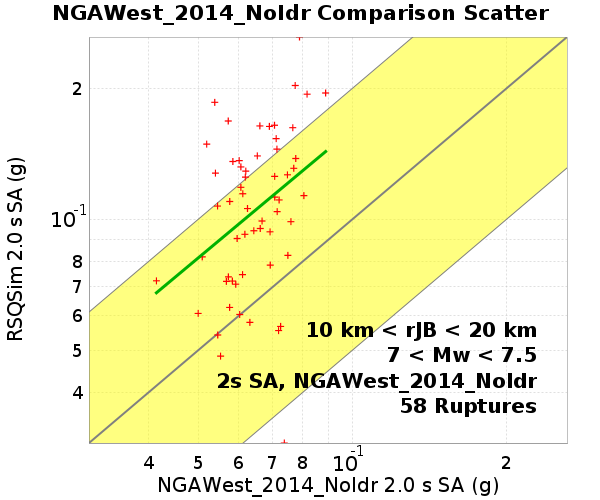 NGAWest_2014_NoIdr Comparison Scatter
RSQSim 2.0 s SA (g)
2
10-1
8
7
6
5
4
10 km < rJB < 20 km
7 < Mw < 7.5
2s SA, NGAWest_2014_NoIdr
58 Ruptures
4 5 6 7 8 10-1 2
NGAWest_2014_NoIdr 2.0 s SA (g)